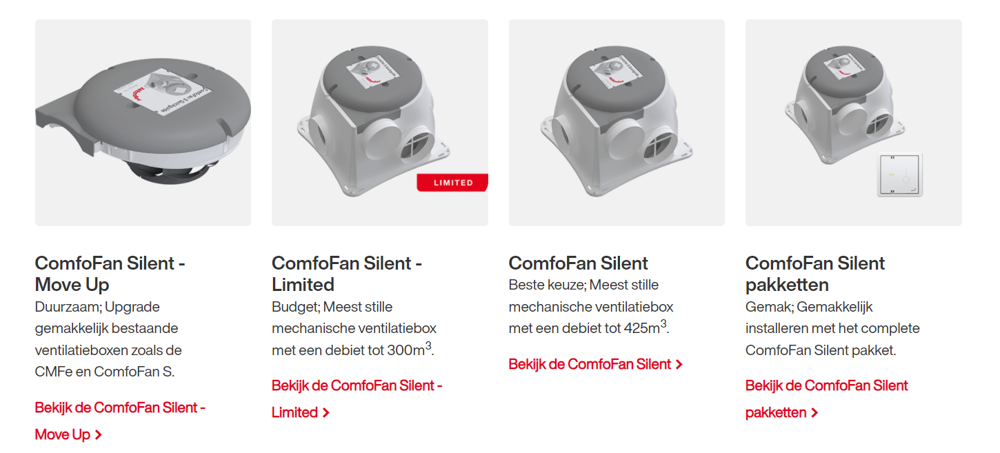 ComfoFan S Quickguide
zehnder
LIMITED
ComfoFan Silent -
Move Up
Duurzaam; Upgrade
gemakkelijk bestaande
ventilatieboxen zoals de
CMFe en ComfoFan S.
Bekijk de ComfoFan Silent -
Move Up
ComfoFan Silent -
Limited
Budget; Meest stille
mechanische ventilatiebox
met een debiet tot 300m³.
Bekijk de ComfoFan Silent -
Limited
ComfoFan Silent
Beste keuze; Meest stille
mechanische ventilatiebox
met een debiet tot 425m³.
Bekijk de ComfoFan Silent
ComfoFan Silent
pakketten
Gemak; Gemakkelijk
installeren met het complete
ComfoFan Silent pakket.
Bekijk de ComfoFan Silent
pakketten